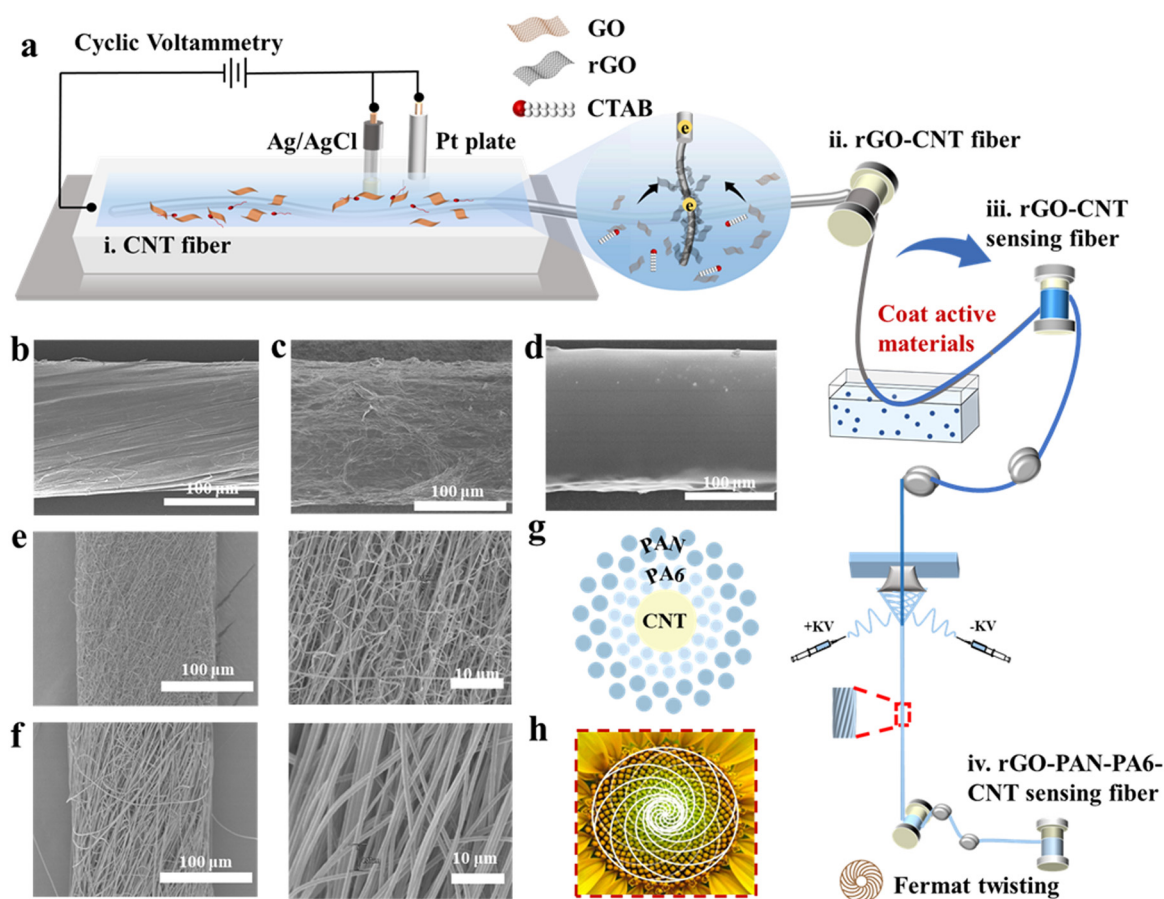 a
Cyclic Voltammetry
GO
rGO
CTAB
Ag/AgCl
Pt plate
e
e
i. CNT fiber
ii. rGO-CNT fiber
iii. rGO-CNT
sensing fiber
Coat active
materials
b
100 μm
c
100 μm
d
100 μm
e
100 μm
10 μm
f
100 μm
10 μm
g
PAN
PA6
CNT
h
+KV
-KV
iv. rGO-PAN-PA6-
CNT sensing fiber
Fermat twisting